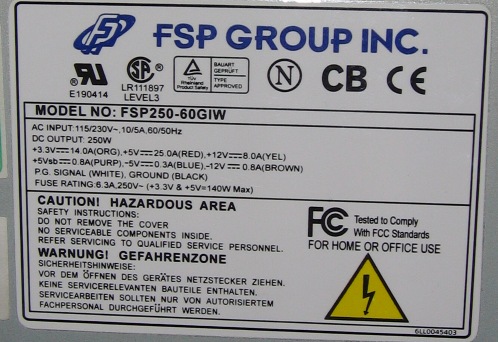 FSP GROUP INC.
E190414
LR111897
LEVEL3
TÜV
Rheinland
Product Safety
BAUART
GEPRÜFT
TYPE
APPROVED
N
CB CE
MODEL NO: FSP250-60GIW
AC INPUT:115/230V~,10/5A,60/50Hz
DC OUTPUT: 250W
+3.3V⎓14.0A(ORG),+5V⎓25.0A(RED),+12V⎓8.0A(YEL)
+5Vsb⎓0.8A(PURP),-5V⎓0.3A(BLUE),-12V⎓0.8A(BROWN)
P.G. SIGNAL (WHITE), GROUND (BLACK)
FUSE RATING:6.3A,250V~ (+3.3V & +5V=140W Max)
CAUTION! HAZARDOUS AREA
SAFETY INSTRUCTIONS:
DO NOT REMOVE THE COVER
NO SERVICEABLE COMPONENTS INSIDE.
REFER SERVICING TO QUALIFIED SERVICE PERSONNEL.
WARNUNG! GEFAHRENZONE
SICHERHEITSHINWEISE:
VOR DEM ÖFFNEN DES GERÄTES NETZSTECKER ZIEHEN.
KEINE SERVICERELEVANTEN BAUTEILE ENTHALTEN.
SERVICEARBEITEN SOLLTEN NUR VON AUTORISIERTEM
FACHPERSONAL DURCHGEFÜHRT WERDEN.
FC Tested to Comply
With FCC Standards
FOR HOME OR OFFICE USE
6LL0045403